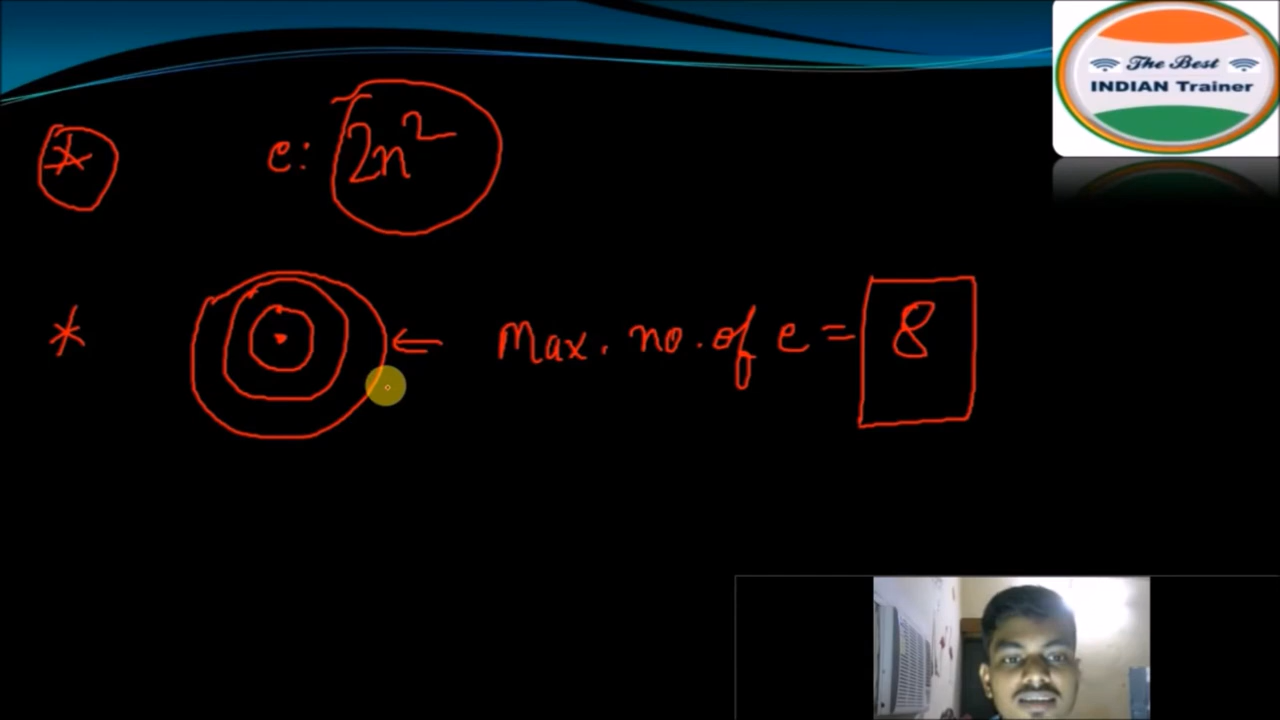 The Best
INDIAN Trainer
* e: 2n²
* ← Max. no. of e = 8